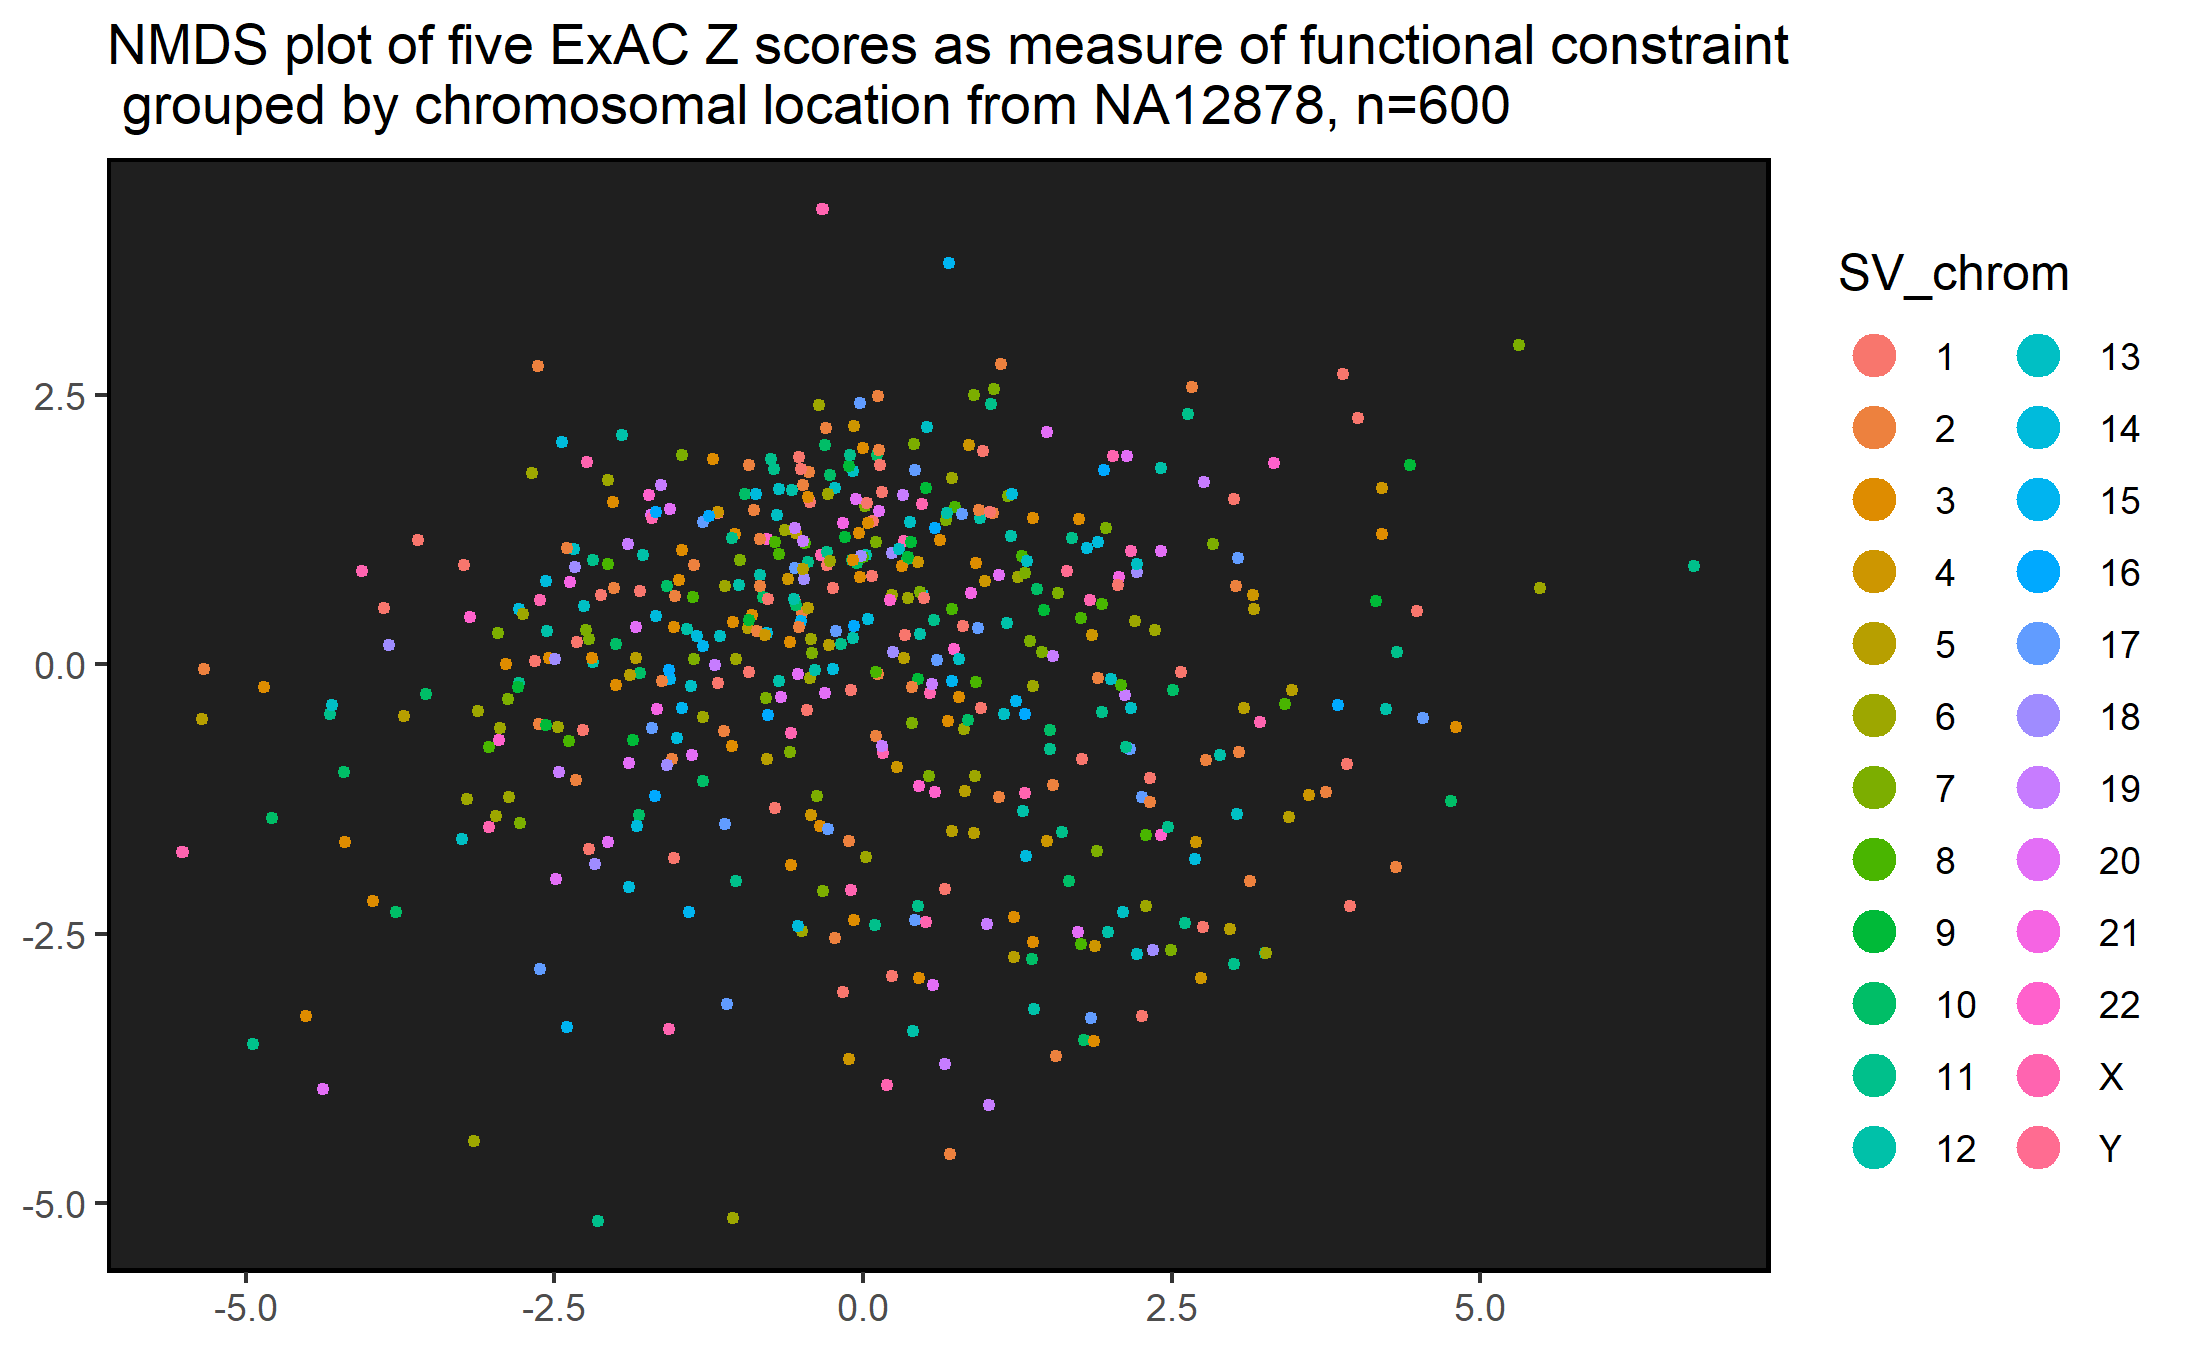 NMDS plot of five ExAC Z scores as measure of functional constraint
grouped by chromosomal location from NA12878, n=600
2.5
0.0
-2.5
-5.0
-5.0 -2.5 0.0 2.5 5.0
SV_chrom
1 13
2 14
3 15
4 16
5 17
6 18
7 19
8 20
9 21
10 22
11 X
12 Y